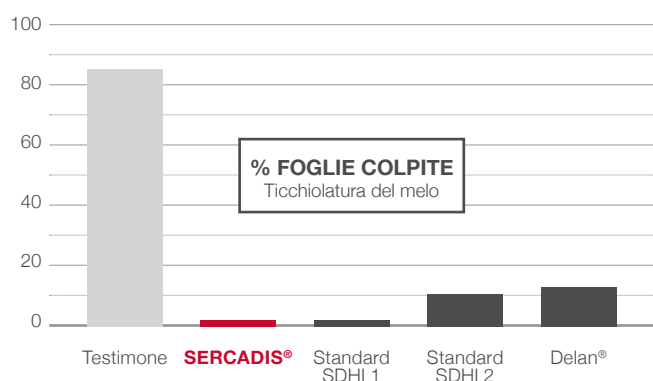 100
80
60
40
20
0
% FOGLIE COLPITE
Ticchiolatura del melo
Testimone SERCADIS® Standard SDHI 1 Standard SDHI 2 Delan®